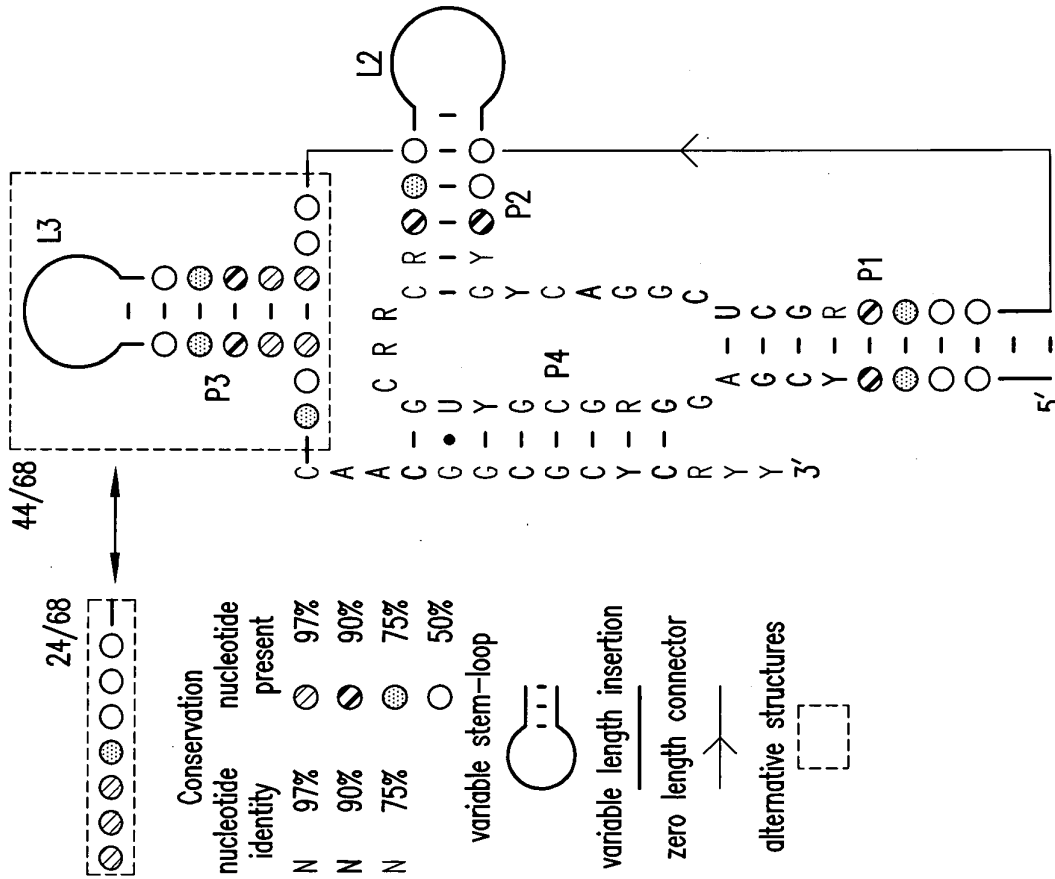 L3
44/68
24/68
P3
L2
P2
P4
P1
C A A C G G C G C Y C R Y Y 3'
C R R C R
G U Y G C G R G G A G C Y
5'
Y G Y C A G G C U C G R
Conservation
nucleotide identity
nucleotide present
N 97% 97%
N 90% 90%
N 75% 75%
50%
variable stem-loop
variable length insertion
zero length connector
alternative structures